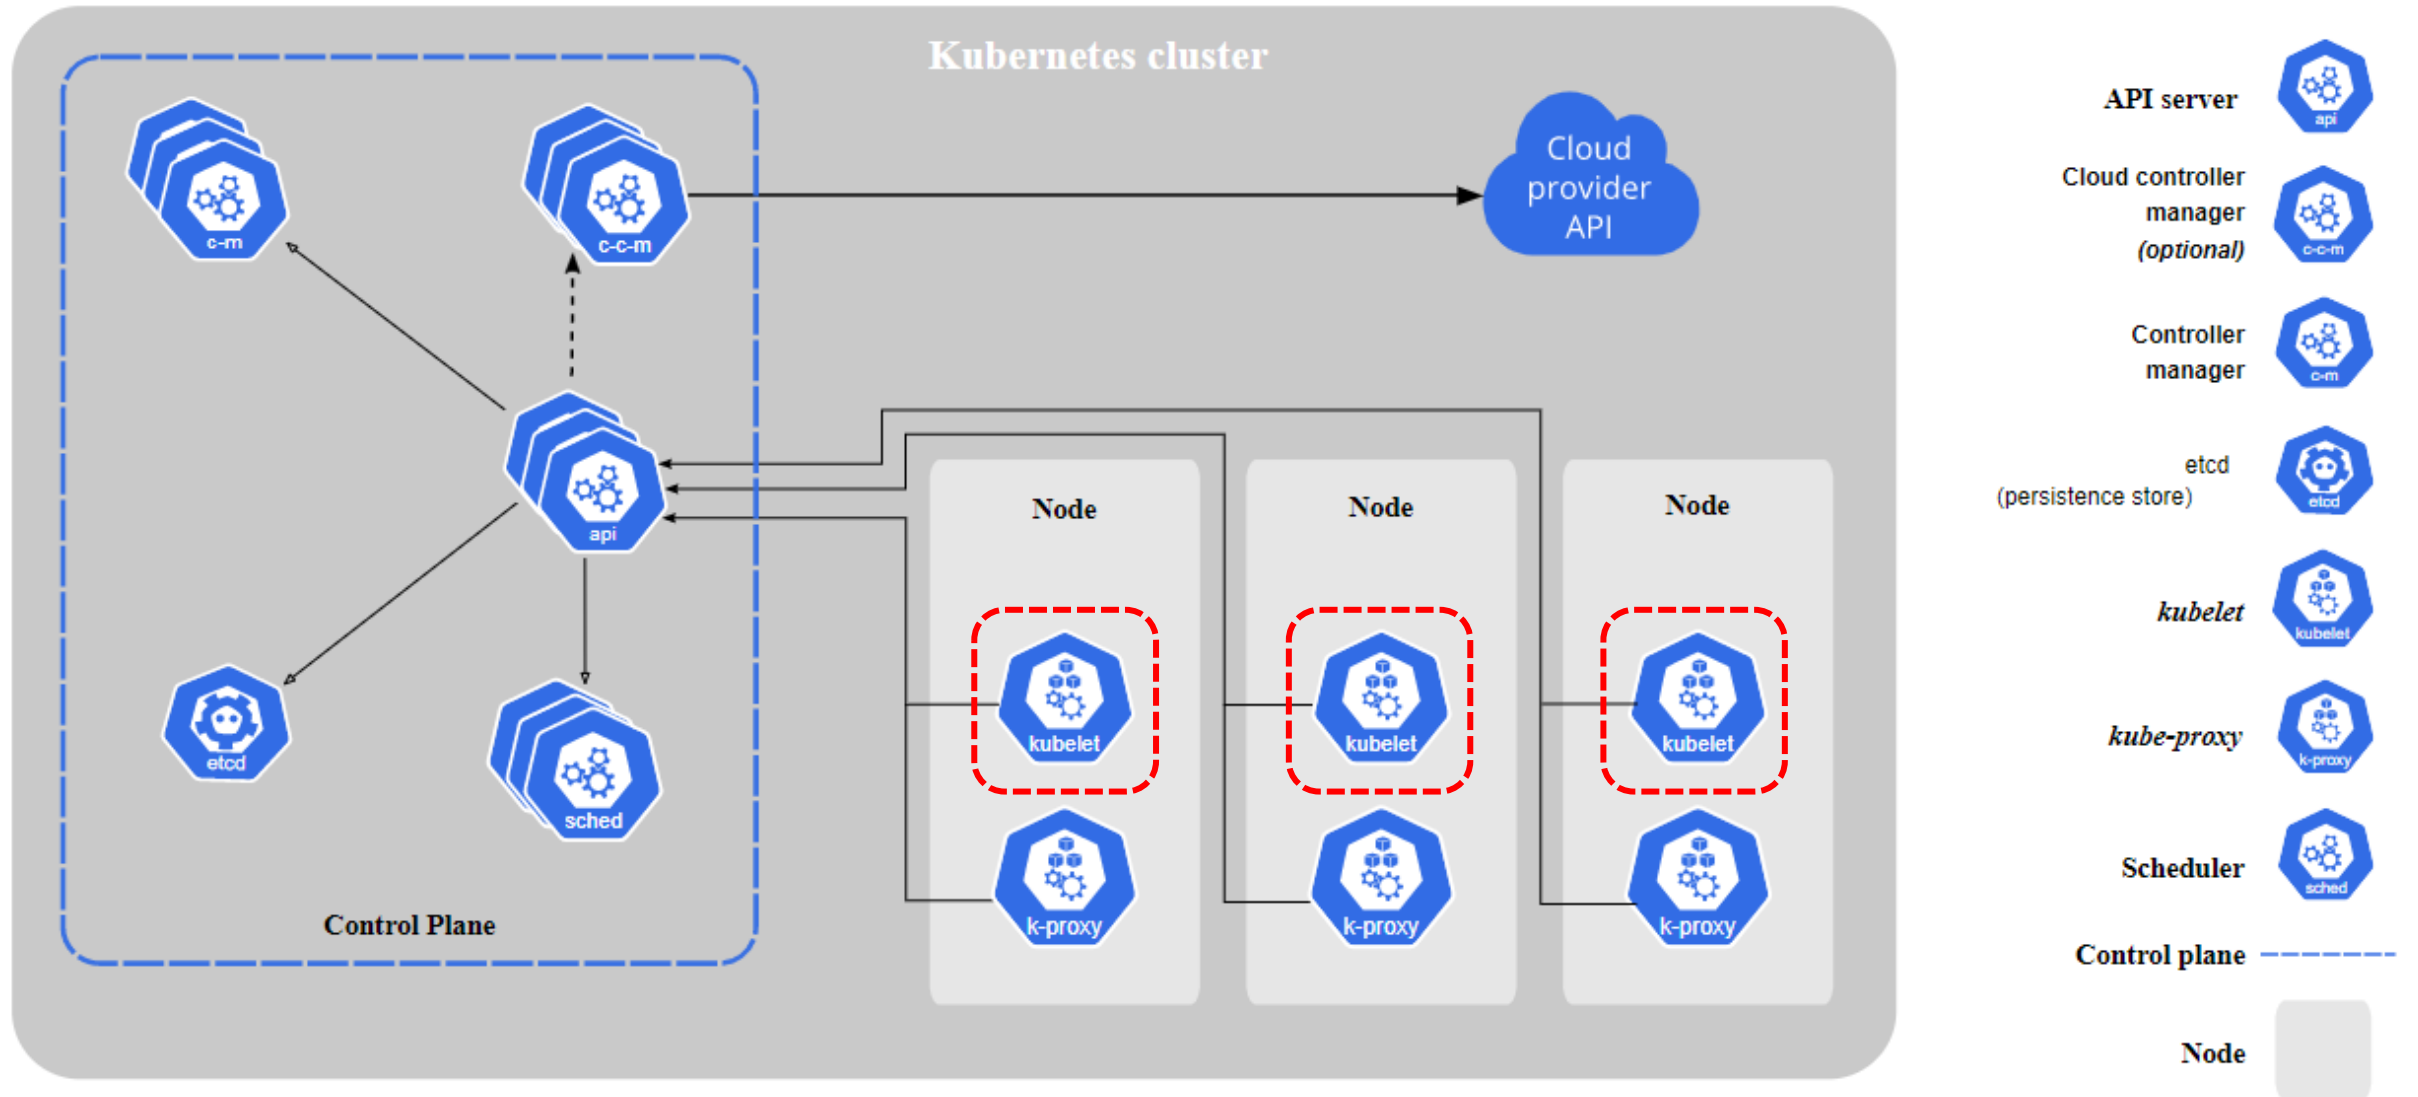 Kubernetes cluster
c-m
c-c-m
Cloud
provider
API
api
etcd
sched
Control Plane
Node
kubelet
k-proxy
Node
kubelet
k-proxy
Node
kubelet
k-proxy
API server
api
Cloud controller
manager
(optional)
c-c-m
Controller
manager
c-m
etcd
(persistence store)
etcd
kubelet
kubelet
kube-proxy
k-proxy
Scheduler
sched
Control plane
Node